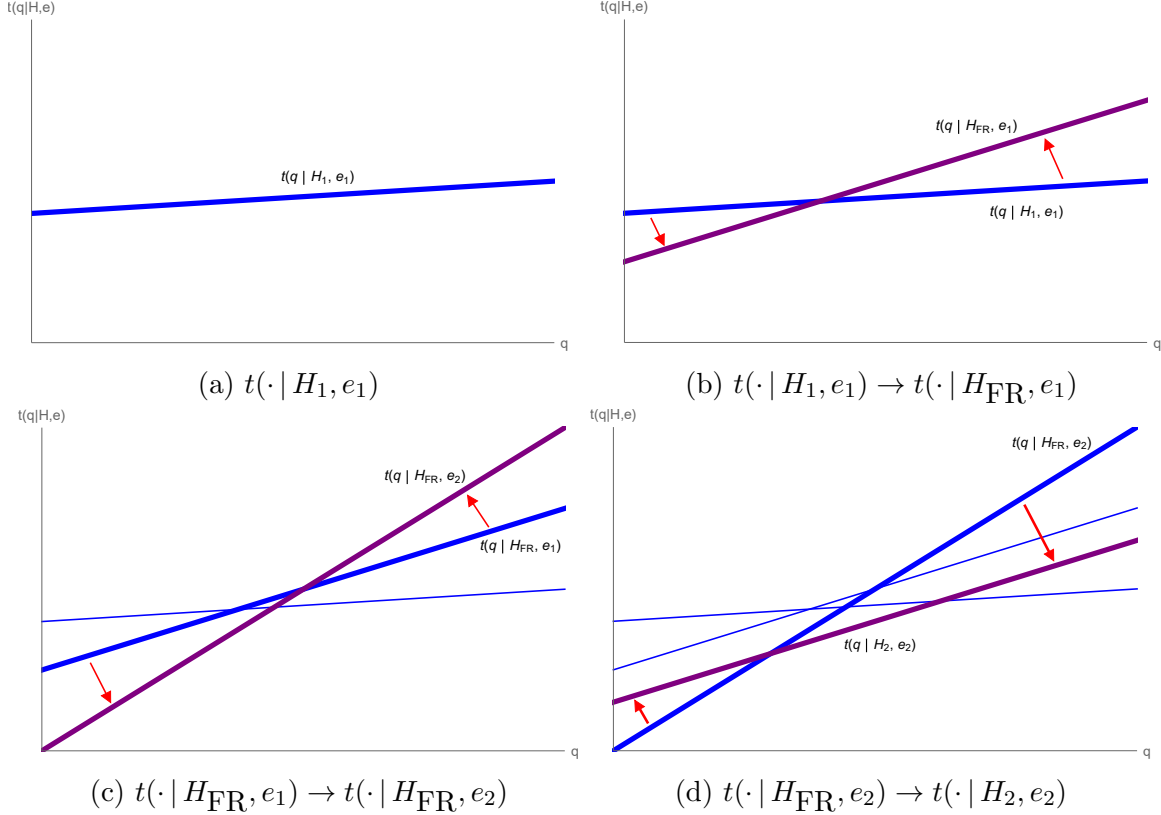 t(q|H,e)
t(q | H1, e1)
q
(a) t(· | H1, e1)
t(q|H,e)
t(q | HFR, e1)
t(q | H1, e1)
q
(b) t(· | H1, e1) → t(· | HFR, e1)
t(q|H,e)
t(q | HFR, e2)
t(q | HFR, e1)
q
(c) t(· | HFR, e1) → t(· | HFR, e2)
t(q|H,e)
t(q | HFR, e2)
t(q | H2, e2)
q
(d) t(· | HFR, e2) → t(· | H2, e2)